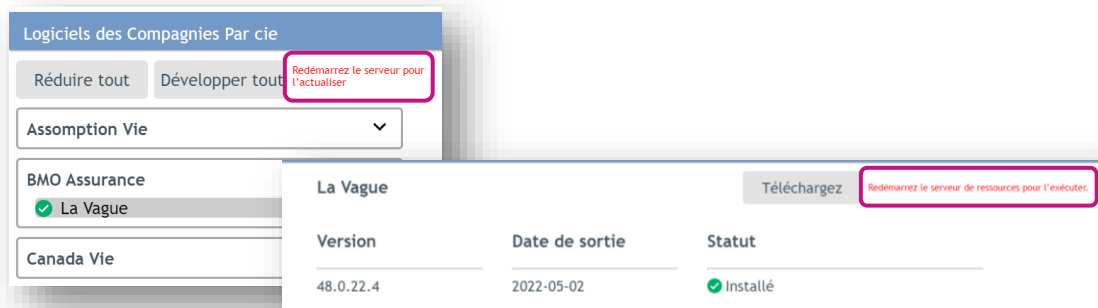 Logiciels des Compagnies Par cie
Réduire tout
Développer tout
Redémarrez le serveur pour
l'actualiser
Assomption Vie
BMO Assurance
La Vague
Canada Vie
La Vague
Téléchargez
Redémarrez le serveur de ressources pour l'exécuter.
Version
Date de sortie
Statut
48.0.22.4
2022-05-02
Installé